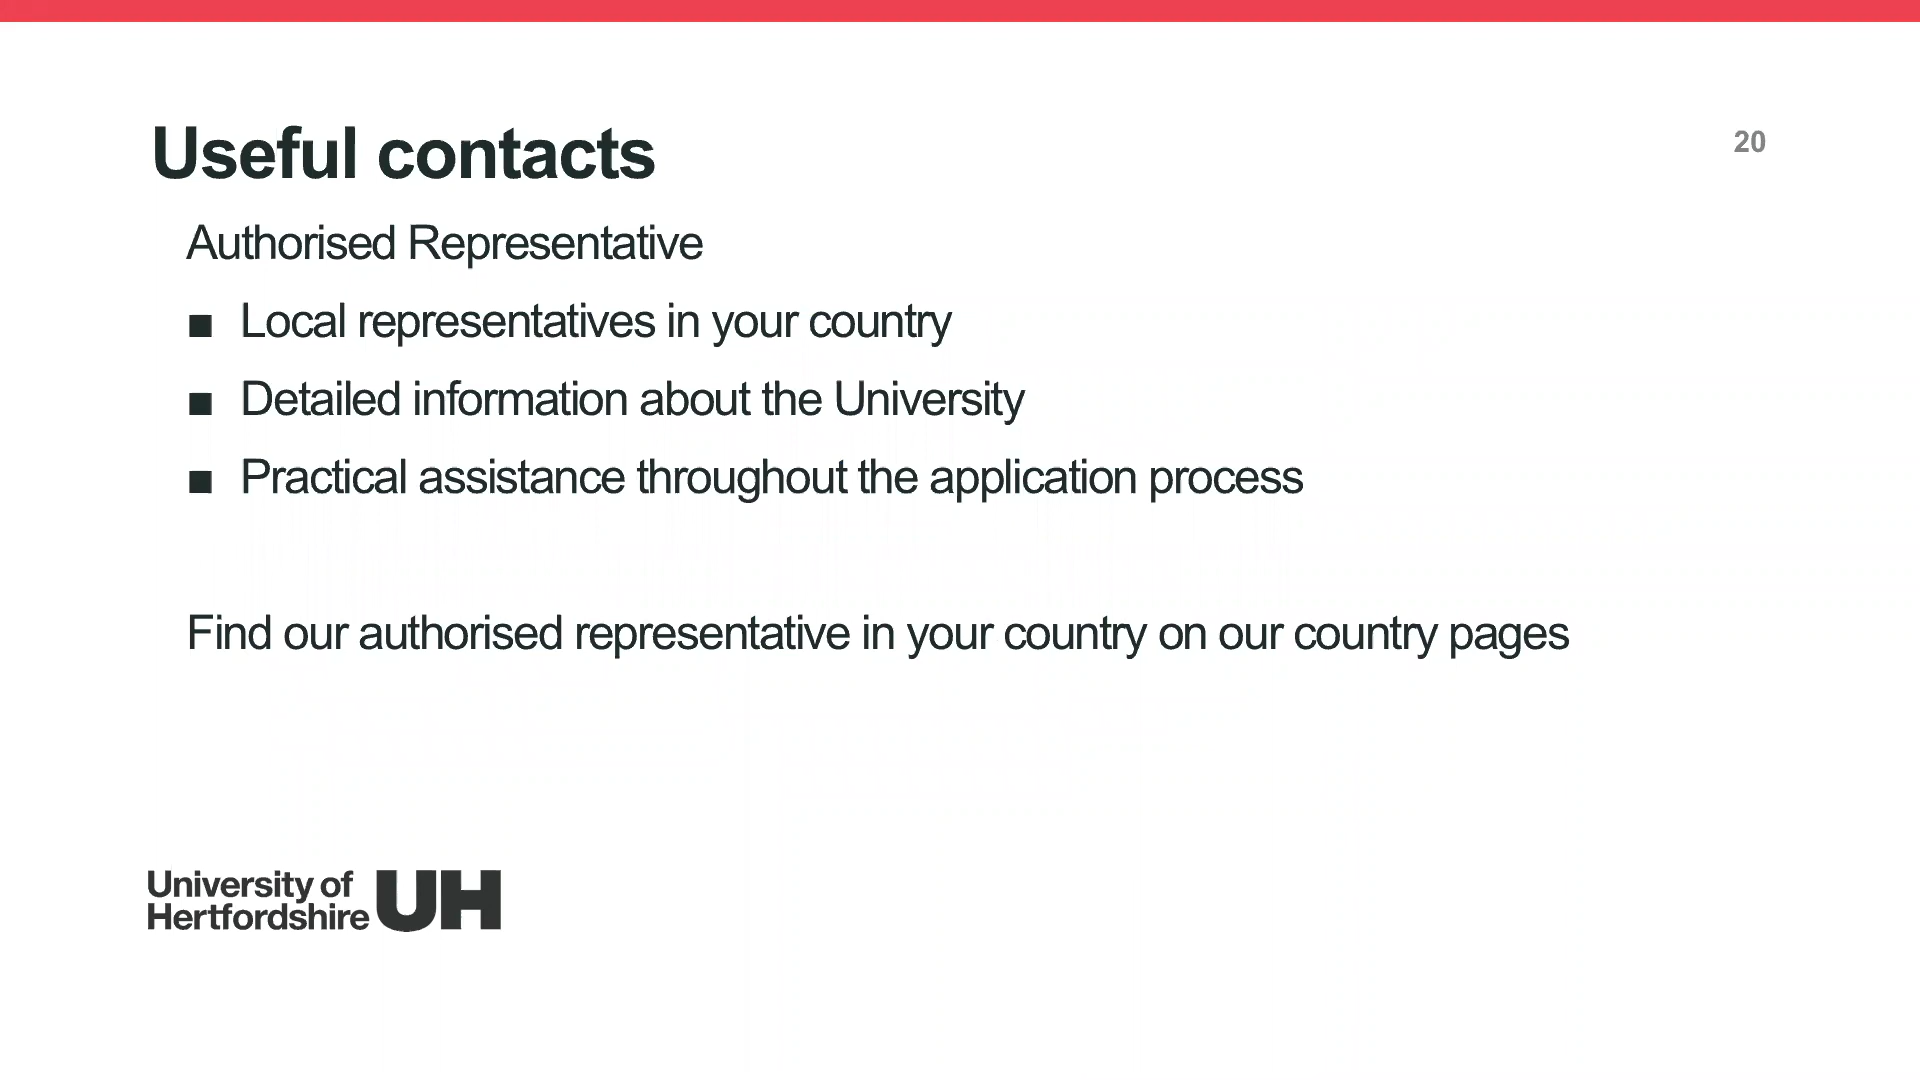 Useful contacts
20
Authorised Representative
■ Local representatives in your country
■ Detailed information about the University
■ Practical assistance throughout the application process
Find our authorised representative in your country on our country pages
University of
Hertfordshire UH